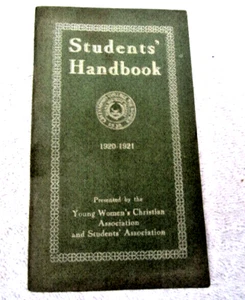 Students'
Handbook
1920-1921
Presented by the
Young Women's Christian
Association
and Students' Association